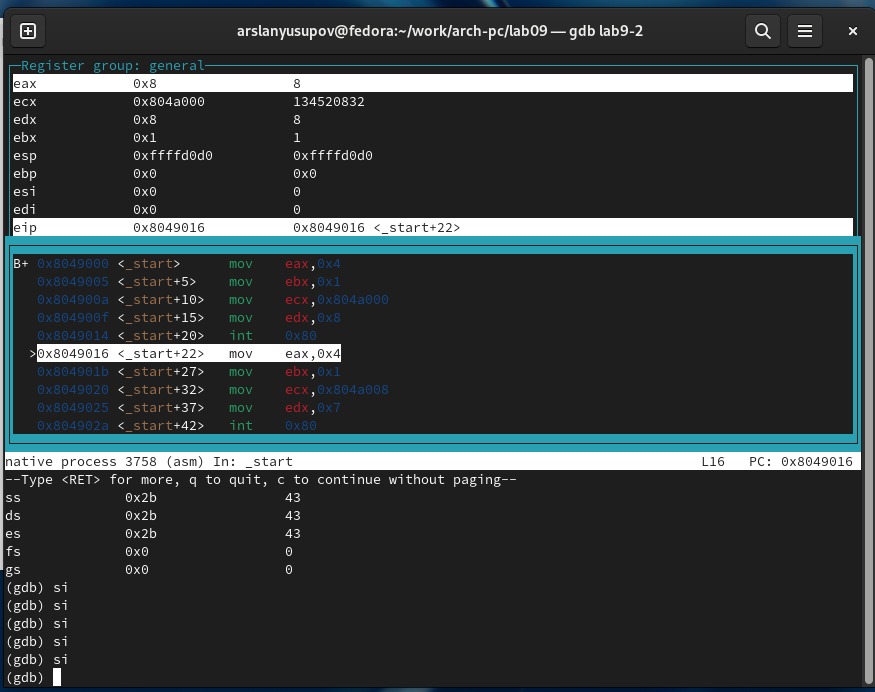 arslanyusupov@fedora:~/work/arch-pc/lab09 — gdb lab9-2
Register group: general
eax 0x8 8
ecx 0x804a000 134520832
edx 0x8 8
ebx 0x1 1
esp 0xffffd0d0 0xffffd0d0
ebp 0x0 0x0
esi 0x0 0
edi 0x0 0
eip 0x8049016 0x8049016 <_start+22>
B+ 0x8049000 <_start> mov eax,0x4
0x8049005 <_start+5> mov ebx,0x1
0x804900a <_start+10> mov ecx,0x804a000
0x804900f <_start+15> mov edx,0x8
0x8049014 <_start+20> int 0x80
>0x8049016 <_start+22> mov eax,0x4
0x804901b <_start+27> mov ebx,0x1
0x8049020 <_start+32> mov ecx,0x804a008
0x8049025 <_start+37> mov edx,0x7
0x804902a <_start+42> int 0x80
native process 3758 (asm) In: _start L16 PC: 0x8049016
--Type <RET> for more, q to quit, c to continue without paging--
ss 0x2b 43
ds 0x2b 43
es 0x2b 43
fs 0x0 0
gs 0x0 0
(gdb) si
(gdb) si
(gdb) si
(gdb) si
(gdb) si
(gdb)